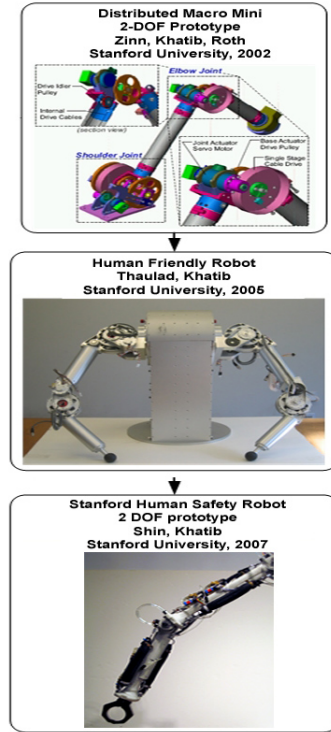 Distributed Macro Mini
2-DOF Prototype
Zinn, Khatib, Roth
Stanford University, 2002
Elbow Joint
Drive Idler
Pulley
Internal
Drive Cables
(section view)
Shoulder Joint
Joint Actuator
Servo Motor
Base Actuator
Drive Pulley
Single Stage
Cable Drive
Human Friendly Robot
Thaulad, Khatib
Stanford University, 2005
Stanford Human Safety Robot
2 DOF prototype
Shin, Khatib
Stanford University, 2007